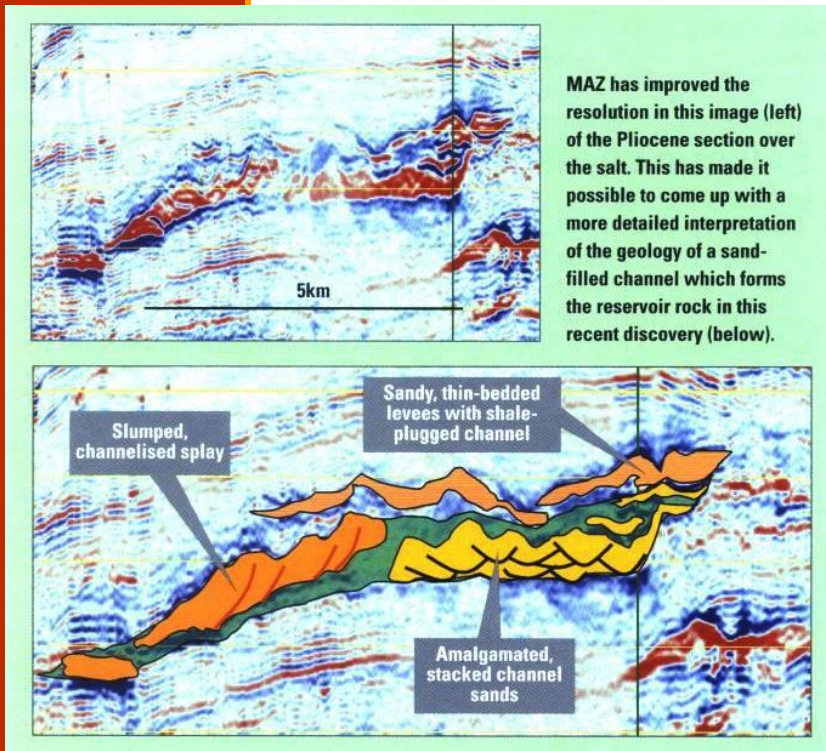 MAZ has improved the
resolution in this image (left)
of the Pliocene section over
the salt. This has made it
possible to come up with a
more detailed interpretation
of the geology of a sand-
filled channel which forms
the reservoir rock in this
recent discovery (below).
5km
Sandy, thin-bedded
levees with shale-
plugged channel
Slumped,
channelised splay
Amalgamated,
stacked channel
sands